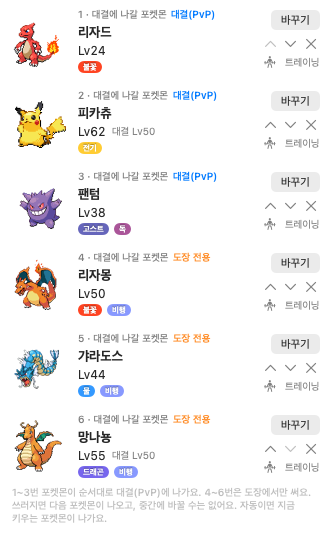 1 · 대결에 나갈 포켓몬 대결(PvP)
바꾸기
리자드
Lv24
불꽃
트레이닝
2 · 대결에 나갈 포켓몬 대결(PvP)
바꾸기
피카츄
Lv62 대결 Lv50
전기
트레이닝
3 · 대결에 나갈 포켓몬 대결(PvP)
바꾸기
팬텀
Lv38
고스트 독
트레이닝
4 · 대결에 나갈 포켓몬 도장 전용
바꾸기
리자몽
Lv50
불꽃 비행
트레이닝
5 · 대결에 나갈 포켓몬 도장 전용
바꾸기
갸라도스
Lv44
물 비행
트레이닝
6 · 대결에 나갈 포켓몬 도장 전용
바꾸기
망나뇽
Lv55 대결 Lv50
드래곤 비행
트레이닝
1~3번 포켓몬이 순서대로 대결(PvP)에 나가요. 4~6번은 도장에서만 써요.
쓰러지면 다음 포켓몬이 나오고, 중간에 바꿀 수는 없어요. 자동이면 지금
키우는 포켓몬이 나가요.